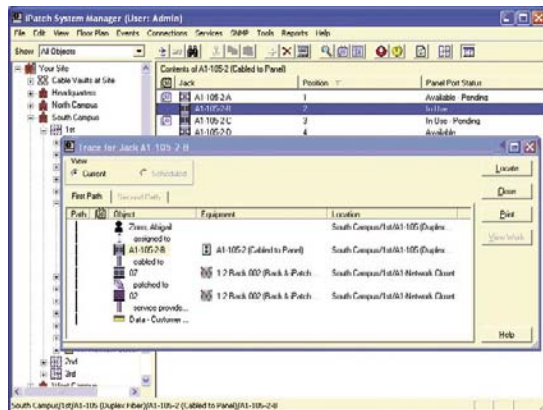 iPatch System Manager (User: Admin)
File Edit View Floor Plan Events Connections Services SNMP Tools Reports Help
Show All Objects
Your Site
Cable Vaults at Site
Headquarters
North Campus
South Campus
1st
Contents of A1-105-2 (Cabled to Panel)
Jack Position Panel Port Status
A1-105-2-A 1 Available - Pending
A1-105-2-B 2 In Use
A1-105-2-C 3 In Use - Pending
A1-105-2-D 4 Available
Trace for Jack A1-105-2-B
View
Current Scheduled
First Path Second Path
Path Object Equipment Location
Abigail South Campus/1st/A1-105 (Duplex...
assigned to
A1-105-2-B A1-105-2 (Cabled to Panel) South Campus/1st/A1-105 (Duplex...
cabled to
07 1.2 Rack 002 (Rack & iPatch... South Campus/1st/A1-Network Closet
patched to
02 1.2 Rack 002 (Rack & iPatch... South Campus/1st/A1-Network Closet
service provide...
Data - Customer...
Locate
Close
Print
View Work
Help
2nd
3rd
West Campus
South Campus/1st/A1-105 (Duplex Fiber)/A1-105-2 (Cabled to Panel)/A1-105-2-B